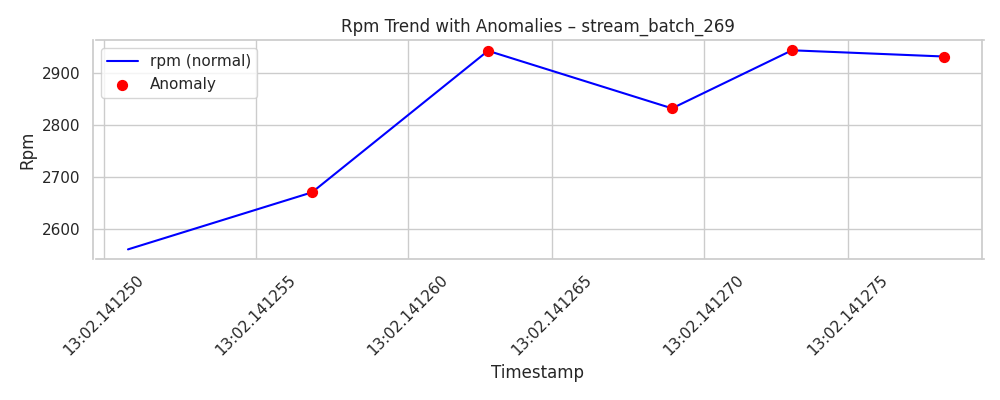 Rpm Trend with Anomalies – stream_batch_269
rpm (normal)
Anomaly
Rpm
2900
2800
2700
2600
13:02.141250
13:02.141255
13:02.141260
13:02.141265
13:02.141270
13:02.141275
Timestamp